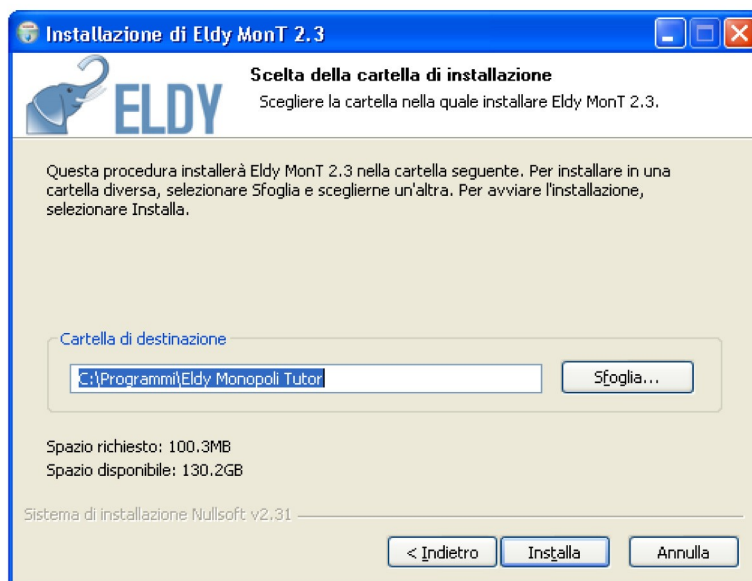 Installazione di Eldy MonT 2.3
ELDY
Scelta della cartella di installazione
Scegliere la cartella nella quale installare Eldy MonT 2.3.
Questa procedura installerà Eldy MonT 2.3 nella cartella seguente. Per installare in una
cartella diversa, selezionare Sfoglia e sceglierne un'altra. Per avviare l'installazione,
selezionare Installa.
Cartella di destinazione
C:\Programmi\Eldy Monopoli Tutor
Sfoglia...
Spazio richiesto: 100.3MB
Spazio disponibile: 130.2GB
Sistema di installazione Nullsoft v2.31
< Indietro
Installa
Annulla